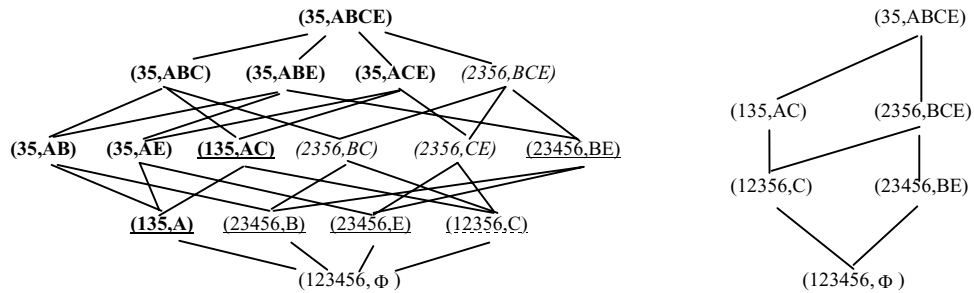 (35,ABCE) (35,ABCE)
(35,ABC) (35,ABE) (35,ACE) (2356,BCE)
(135,AC) (2356,BCE)
(35,AB) (35,AE) (135,AC) (2356,BC) (2356,CE) (23456,BE)
(12356,C) (23456,BE)
(135,A) (23456,B) (23456,E) (12356,C)
(123456,Φ) (123456,Φ)